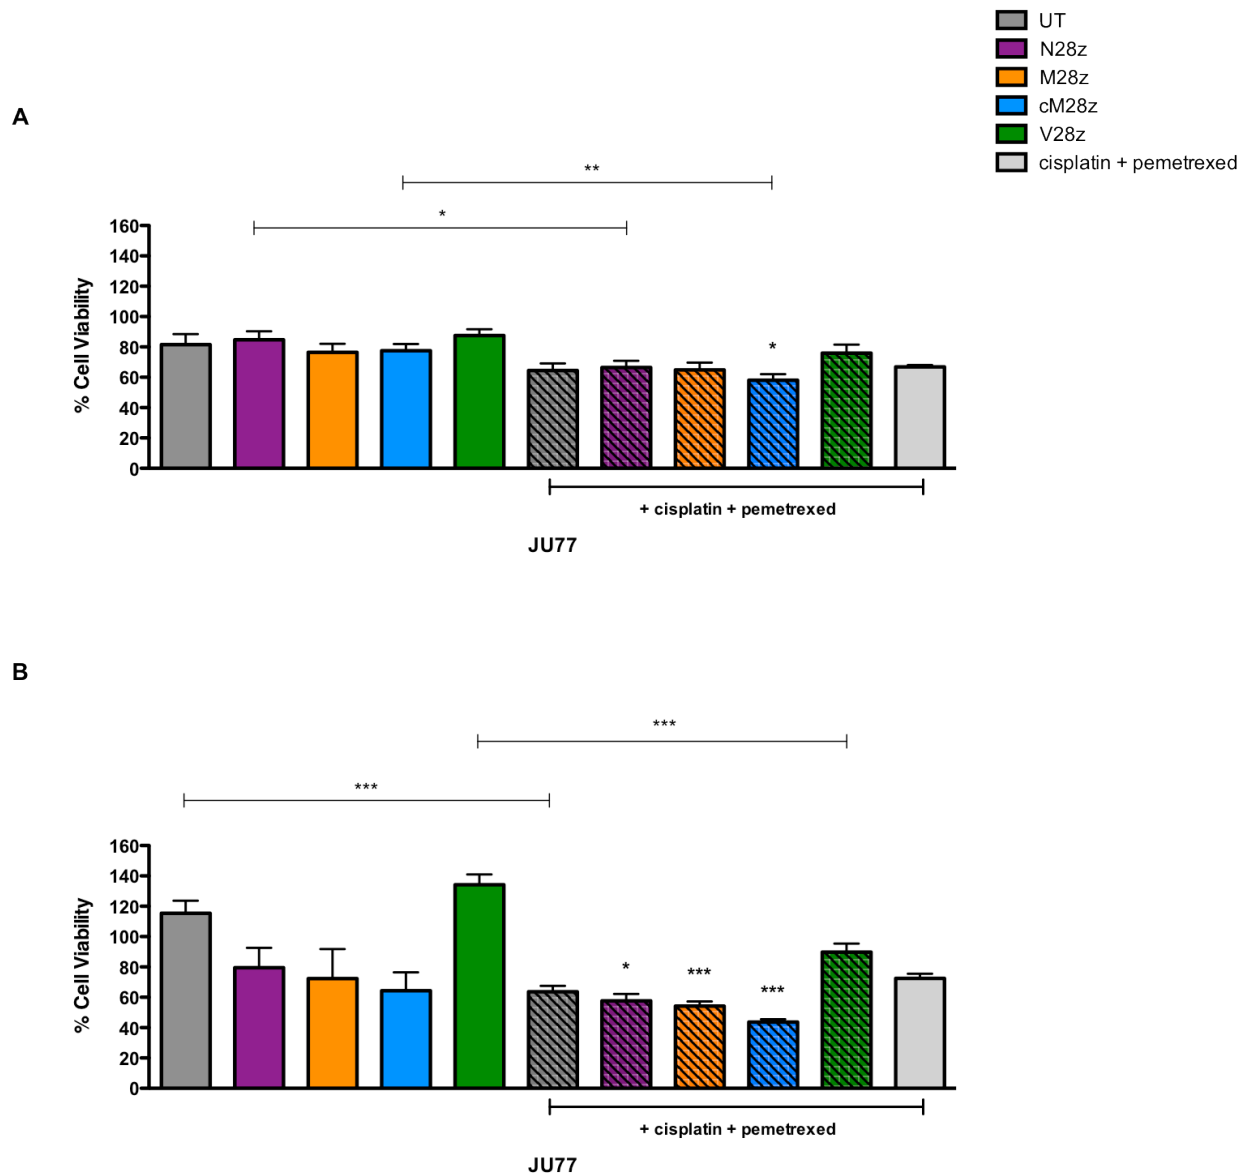 UT
N28z
M28z
cM28z
V28z
cisplatin + pemetrexed
A
**
*
% Cell Viability
160
140
120
100
80
60
40
20
0
*
+ cisplatin + pemetrexed
JU77
B
***
***
% Cell Viability
160
140
120
100
80
60
40
20
0
*
***
***
+ cisplatin + pemetrexed
JU77